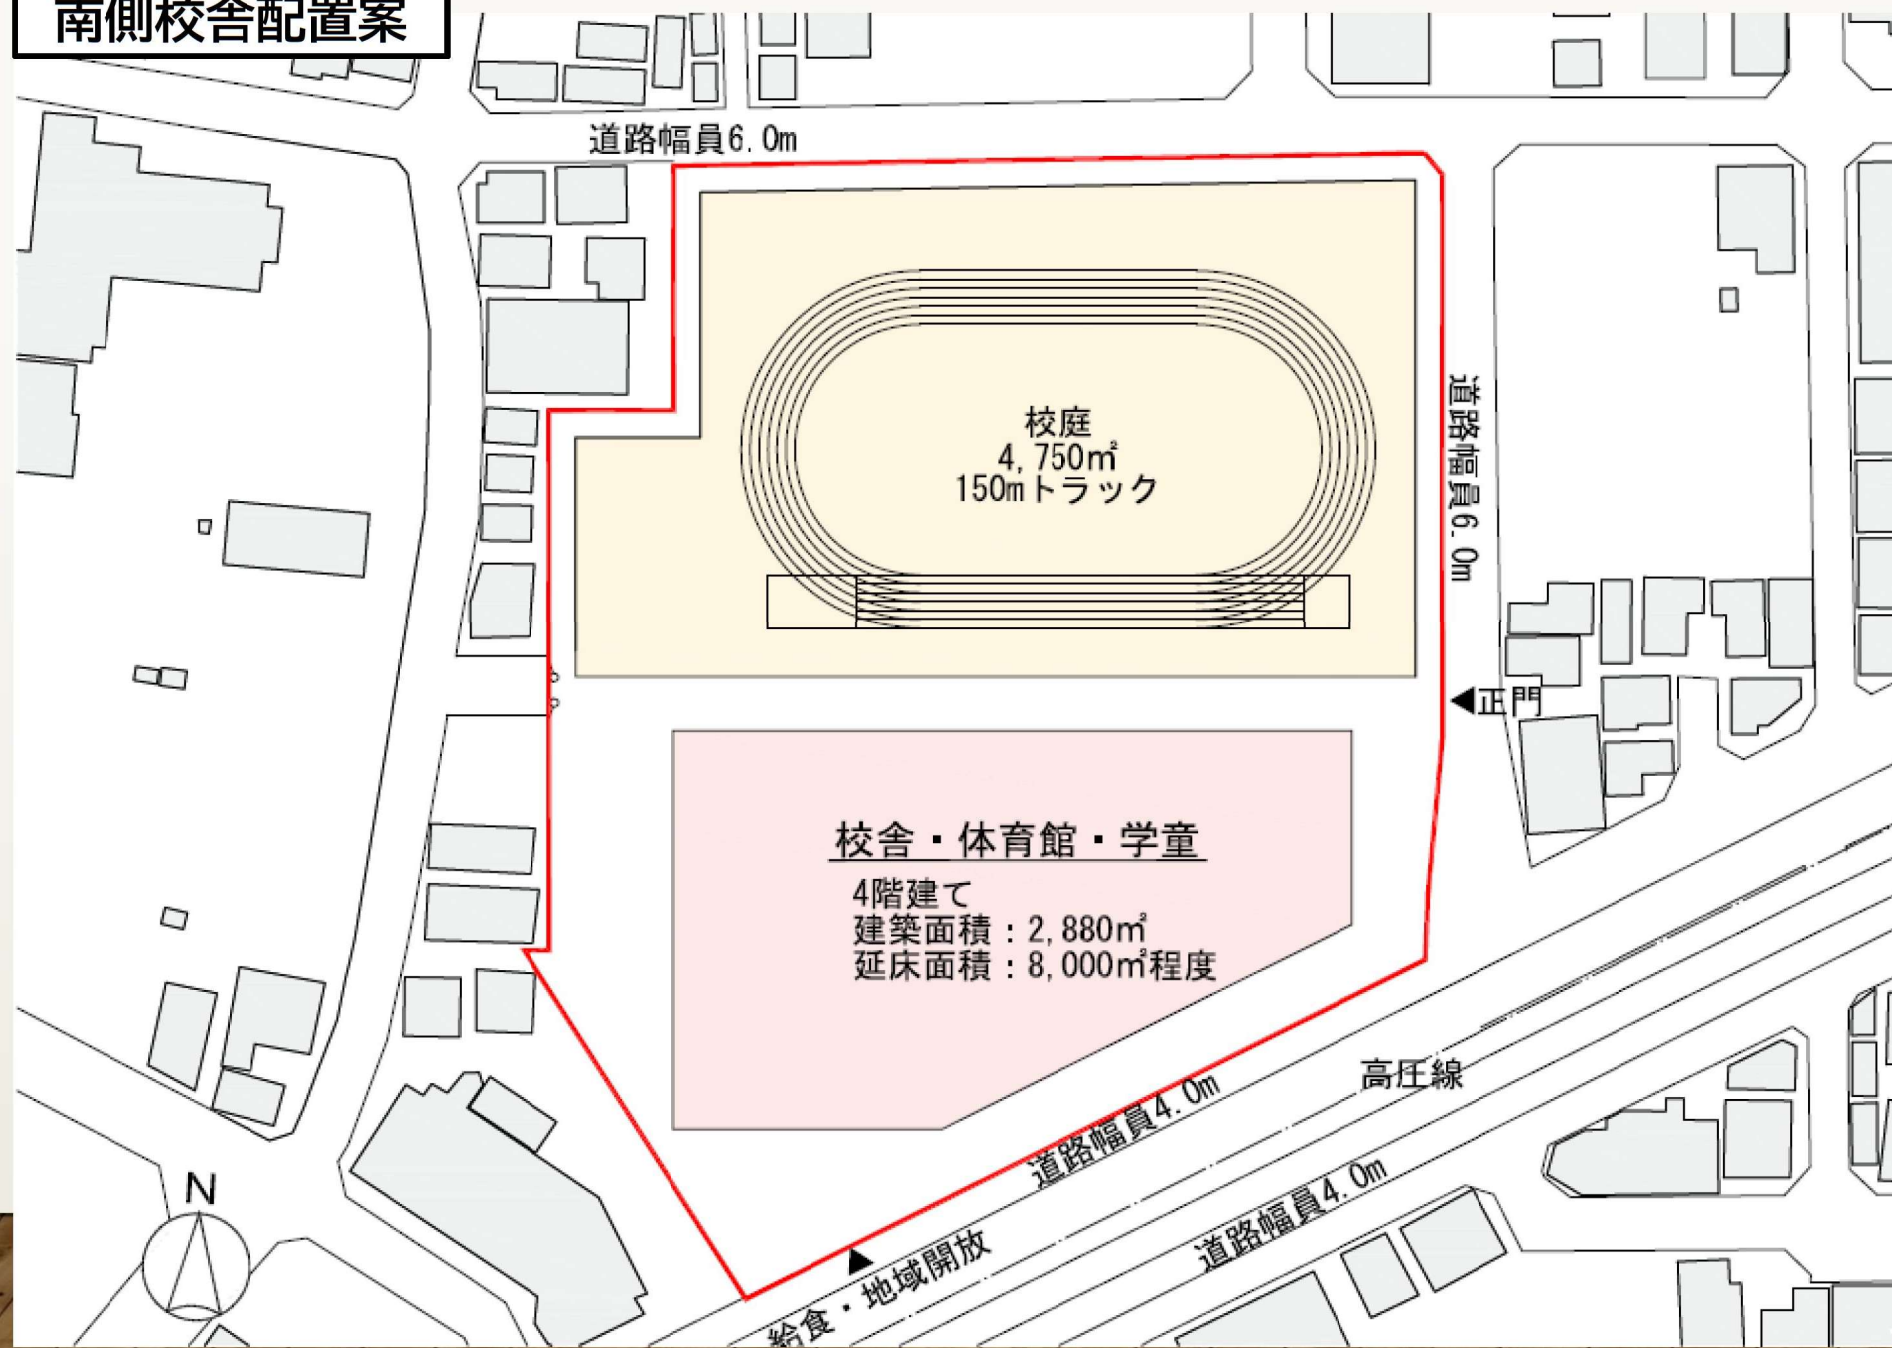 南側校舎配置案
道路幅員6.0m
校庭
4,750㎡
150mトラック
道路幅員6.0m
正門
校舎・体育館・学童
4階建て
建築面積：2,880㎡
延床面積：8,000㎡程度
高圧線
道路幅員4.0m
道路幅員4.0m
給食・地域開放
N